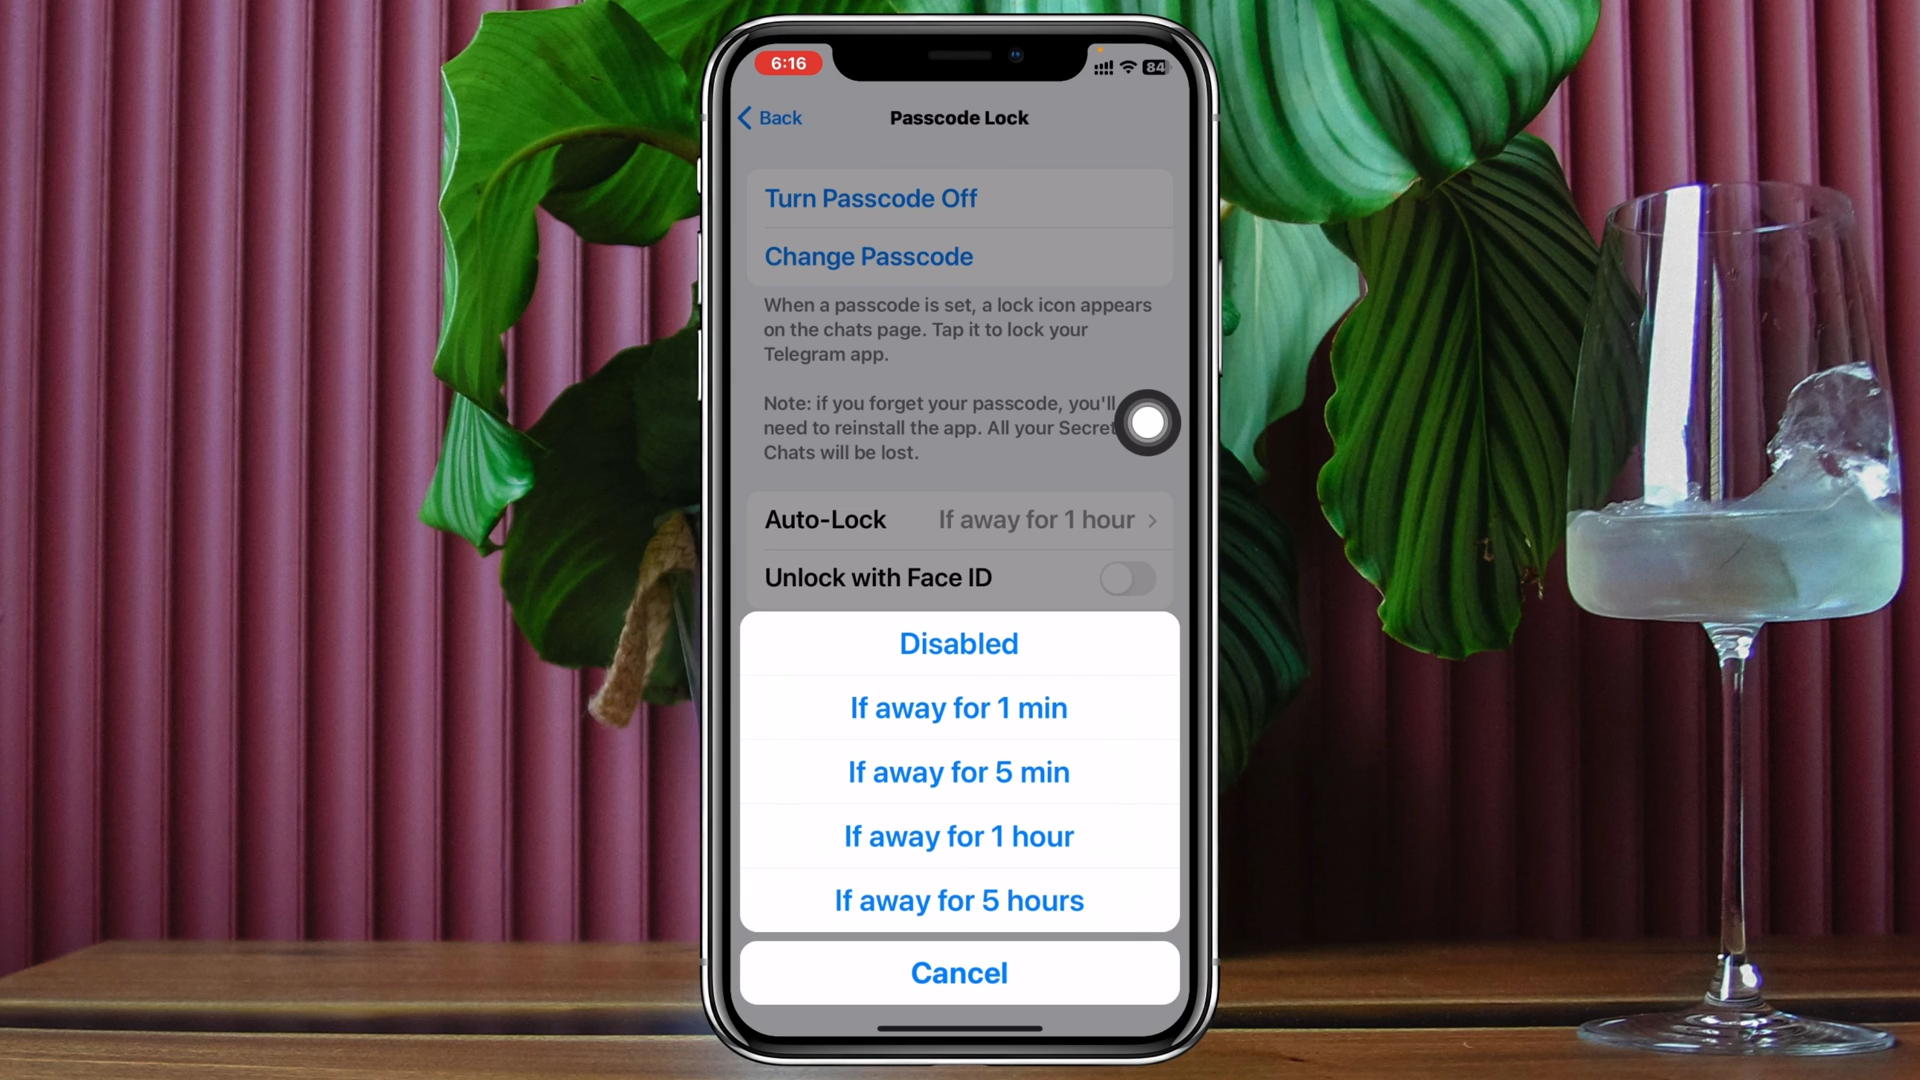 6:16
84
Back
Passcode Lock
Turn Passcode Off
Change Passcode
When a passcode is set, a lock icon appears
on the chats page. Tap it to lock your
Telegram app.
Note: if you forget your passcode, you'll
need to reinstall the app. All your Secret
Chats will be lost.
Auto-Lock If away for 1 hour
Unlock with Face ID
Disabled
If away for 1 min
If away for 5 min
If away for 1 hour
If away for 5 hours
Cancel